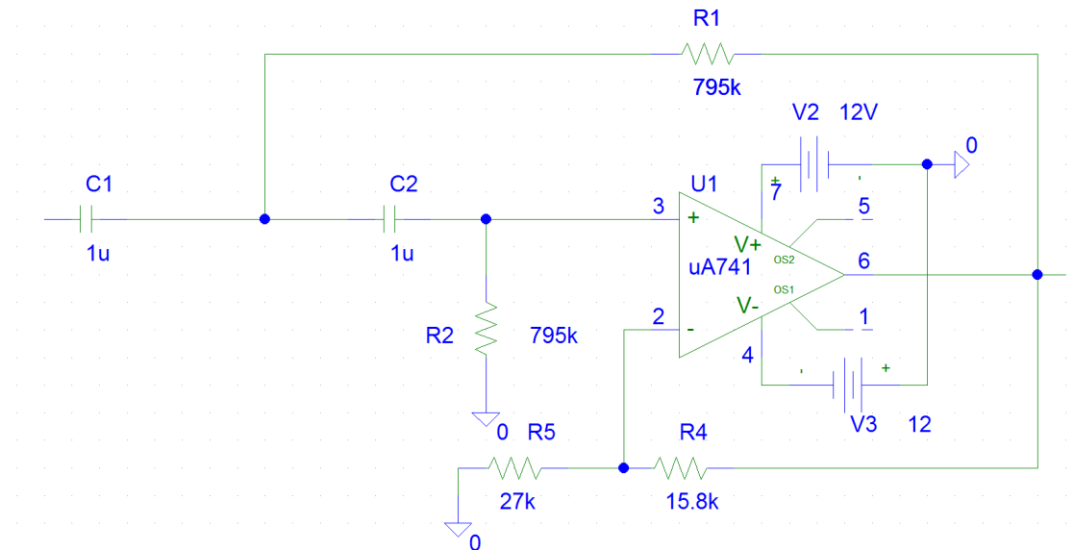 R1
795k
V2 12V
0
C1
C2
U1
+
-
7
5
3
+
V+
1u
1u
OS2
6
uA741
OS1
V-
R2
795k
2
-
1
4
-
+
V3 12
0
R5
R4
27k
15.8k
0